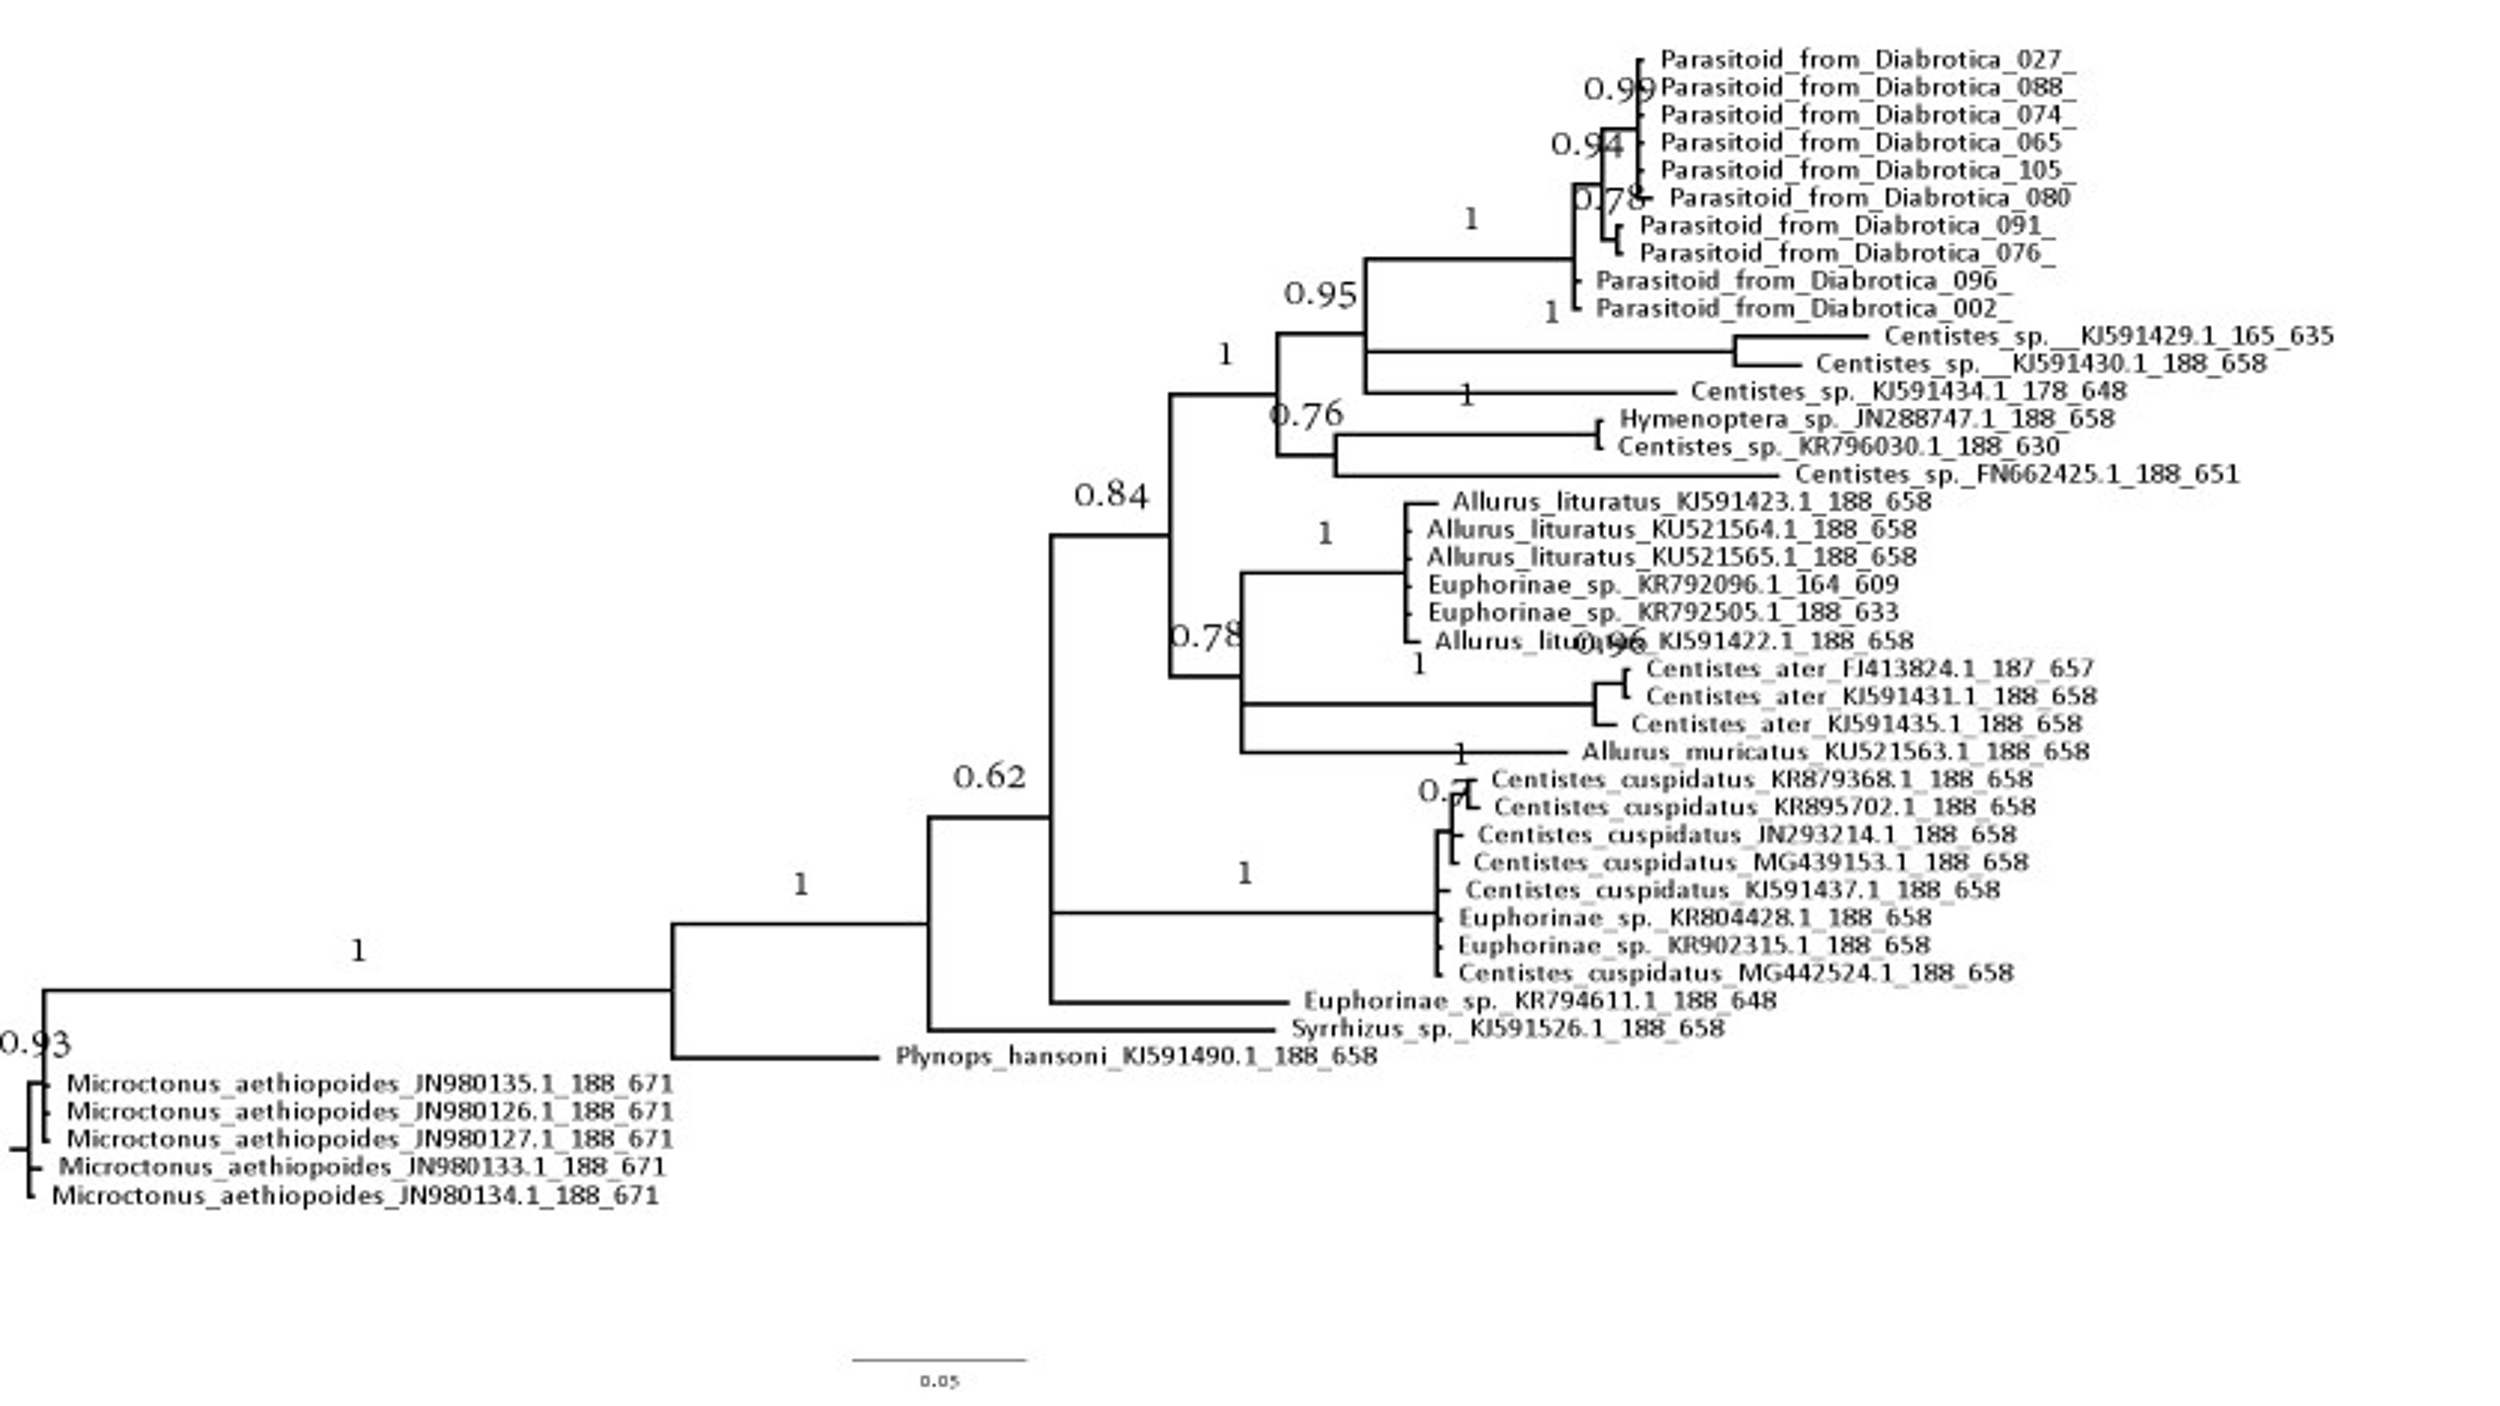 Parasitoid_from_Diabrotica_027_
0.99
Parasitoid_from_Diabrotica_088_
Parasitoid_from_Diabrotica_074_
0.94
Parasitoid_from_Diabrotica_065
Parasitoid_from_Diabrotica_105_
0.78
Parasitoid_from_Diabrotica_080
1
Parasitoid_from_Diabrotica_091_
Parasitoid_from_Diabrotica_076_
0.95
Parasitoid_from_Diabrotica_096_
1
Parasitoid_from_Diabrotica_002_
Centistes_sp.__KJ591429.1_165_635
1
Centistes_sp.__KJ591430.1_188_658
1
Centistes_sp._KJ591434.1_178_648
0.76
Hymenoptera_sp._JN288747.1_188_658
Centistes_sp._KR796030.1_188_630
Centistes_sp._FN662425.1_188_651
0.84
Allurus_lituratus_KJ591423.1_188_658
1
Allurus_lituratus_KU521564.1_188_658
Allurus_lituratus_KU521565.1_188_658
Euphorinae_sp._KR792096.1_164_609
Euphorinae_sp._KR792505.1_188_633
0.78
Allurus_lituratus_KJ591422.1_188_658
0.96
1
Centistes_ater_FJ413824.1_187_657
Centistes_ater_KJ591431.1_188_658
Centistes_ater_KJ591435.1_188_658
1
Allurus_muricatus_KU521563.1_188_658
0.62
Centistes_cuspidatus_KR879368.1_188_658
Centistes_cuspidatus_KR895702.1_188_658
Centistes_cuspidatus_JN293214.1_188_658
Centistes_cuspidatus_MG439153.1_188_658
1
1
Centistes_cuspidatus_KJ591437.1_188_658
Euphorinae_sp._KR804428.1_188_658
1
Euphorinae_sp._KR902315.1_188_658
Centistes_cuspidatus_MG442524.1_188_658
Euphorinae_sp._KR794611.1_188_648
Syrrhizus_sp._KJ591526.1_188_658
0.93
Plynops_hansoni_KJ591490.1_188_658
Microctonus_aethiopoides_JN980135.1_188_671
Microctonus_aethiopoides_JN980126.1_188_671
Microctonus_aethiopoides_JN980127.1_188_671
Microctonus_aethiopoides_JN980133.1_188_671
Microctonus_aethiopoides_JN980134.1_188_671
0.05